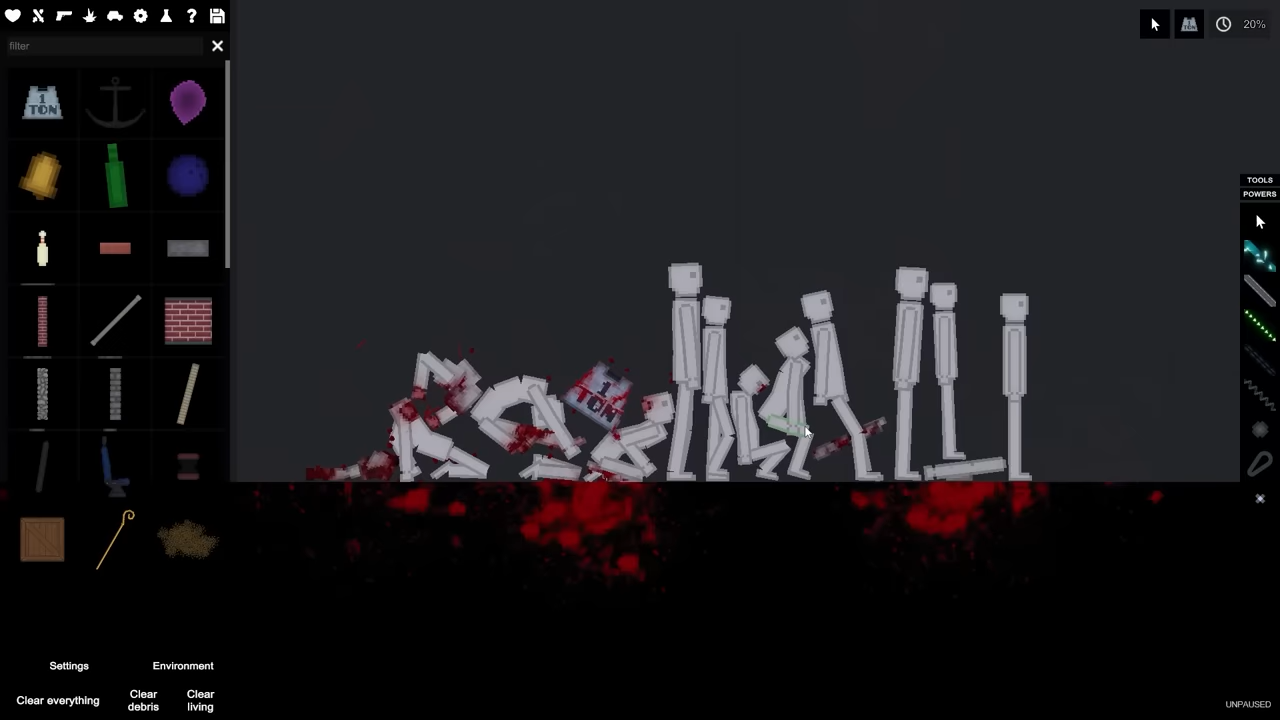 20%
filter
1
TON
TOOLS
POWERS
1
TON
Settings
Environment
Clear everything
Clear
debris
Clear
living
UNPAUSED